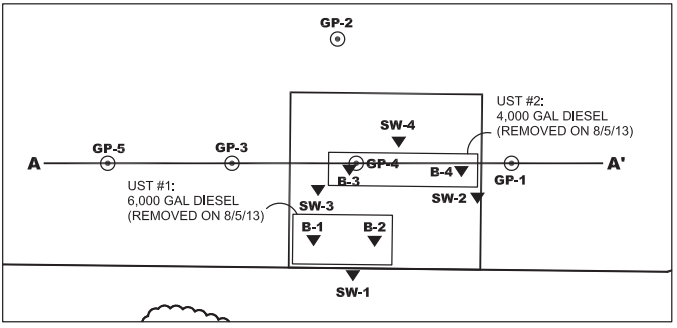 GP-2
UST #2:
4,000 GAL DIESEL
(REMOVED ON 8/5/13)
SW-4
GP-5
GP-3
A
GP-4
GP-1
A'
B-3
B-4
UST #1:
6,000 GAL DIESEL
(REMOVED ON 8/5/13)
SW-3
SW-2
B-1
B-2
SW-1